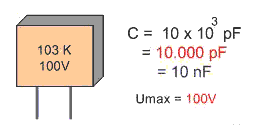 103 K
100V
C = 10 x 10³ pF
= 10.000 pF
= 10 nF
Umax = 100V